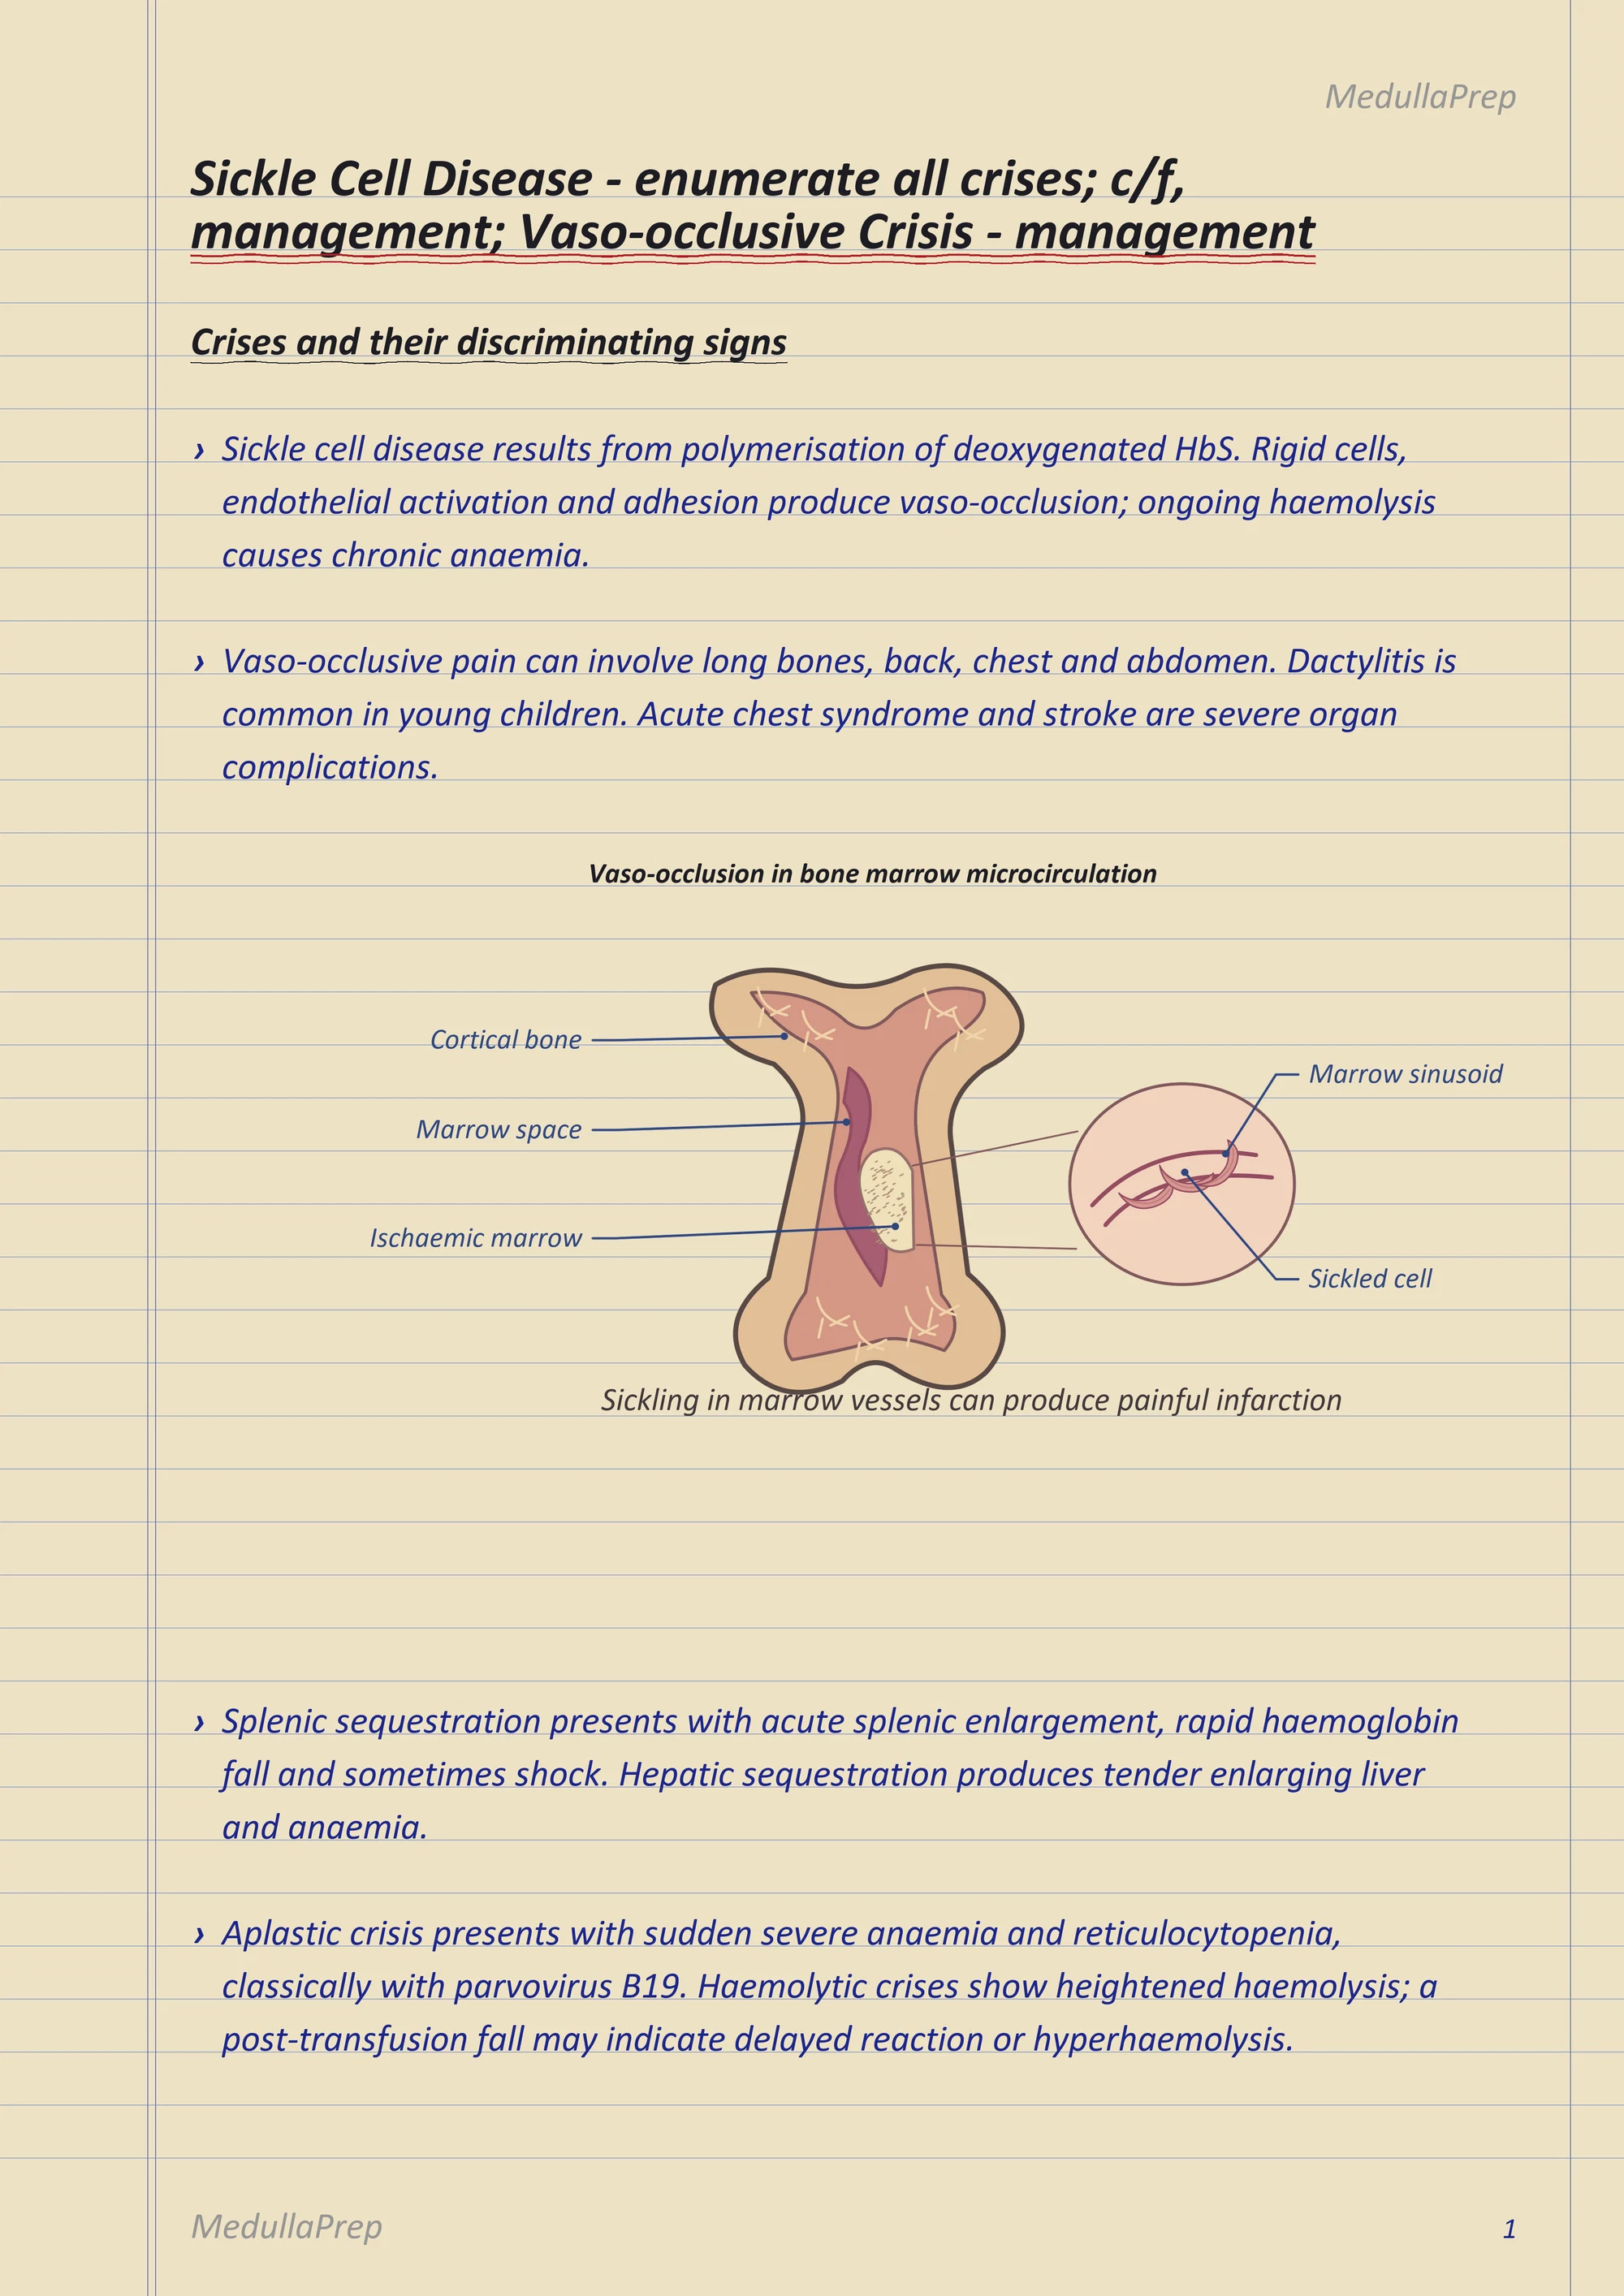 MedullaPrep
Sickle Cell Disease - enumerate all crises; c/f,
management; Vaso-occlusive Crisis - management
Crises and their discriminating signs
› Sickle cell disease results from polymerisation of deoxygenated HbS. Rigid cells,
endothelial activation and adhesion produce vaso-occlusion; ongoing haemolysis
causes chronic anaemia.
› Vaso-occlusive pain can involve long bones, back, chest and abdomen. Dactylitis is
common in young children. Acute chest syndrome and stroke are severe organ
complications.
Vaso-occlusion in bone marrow microcirculation
Cortical bone
Marrow sinusoid
Marrow space
Ischaemic marrow
Sickled cell
Sickling in marrow vessels can produce painful infarction
› Splenic sequestration presents with acute splenic enlargement, rapid haemoglobin
fall and sometimes shock. Hepatic sequestration produces tender enlarging liver
and anaemia.
› Aplastic crisis presents with sudden severe anaemia and reticulocytopenia,
classically with parvovirus B19. Haemolytic crises show heightened haemolysis; a
post-transfusion fall may indicate delayed reaction or hyperhaemolysis.
MedullaPrep
1